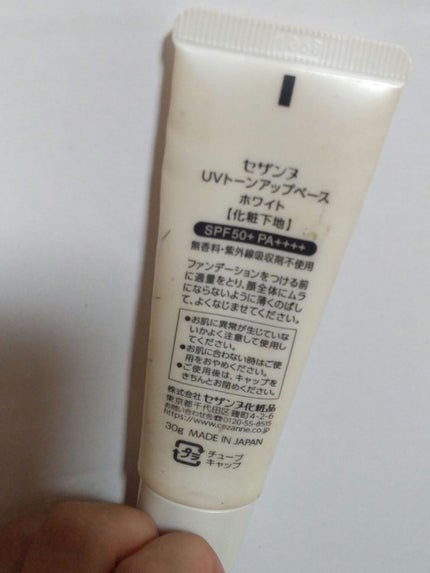 セザンヌ
UVトーンアップベース
ホワイト
【化粧下地】
SPF50+ PA++++
無香料・紫外線吸収剤不使用
ファンデーションをつける前
に適量をとり、顔全体にムラ
にならないように薄くのばし
て、よくなじませてください。
●お肌に異常が生じていな
いかよく注意して使用し
てください。
●お肌に合わない時はご使
用をおやめください。
●ご使用後は、キャップを
きちんとお閉めください。
株式会社 セザンヌ化粧品
東京都千代田区麹町4-2-6
お問い合わせ先☎0120-55-8515
https://www.cezanne.co.jp
30g MADE IN JAPAN
プラ チューブ
キャップ